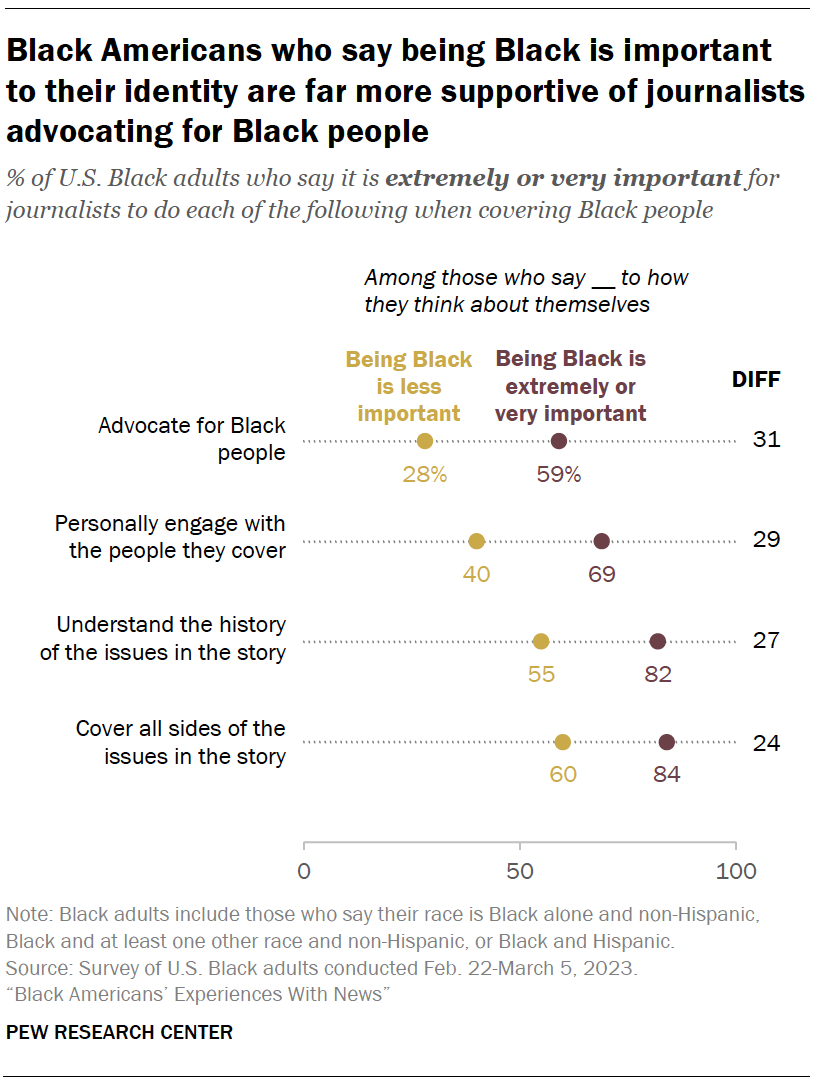 Black Americans who say being Black is important
to their identity are far more supportive of journalists
advocating for Black people
% of U.S. Black adults who say it is extremely or very important for
journalists to do each of the following when covering Black people
Among those who say __ to how
they think about themselves
Being Black
is less
important
Being Black is
extremely or
very important
DIFF
Advocate for Black
people
28%
59%
31
Personally engage with
the people they cover
40
69
29
Understand the history
of the issues in the story
55
82
27
Cover all sides of the
issues in the story
60
84
24
0
50
100
Note: Black adults include those who say their race is Black alone and non-Hispanic,
Black and at least one other race and non-Hispanic, or Black and Hispanic.
Source: Survey of U.S. Black adults conducted Feb. 22-March 5, 2023.
“Black Americans’ Experiences With News”
PEW RESEARCH CENTER